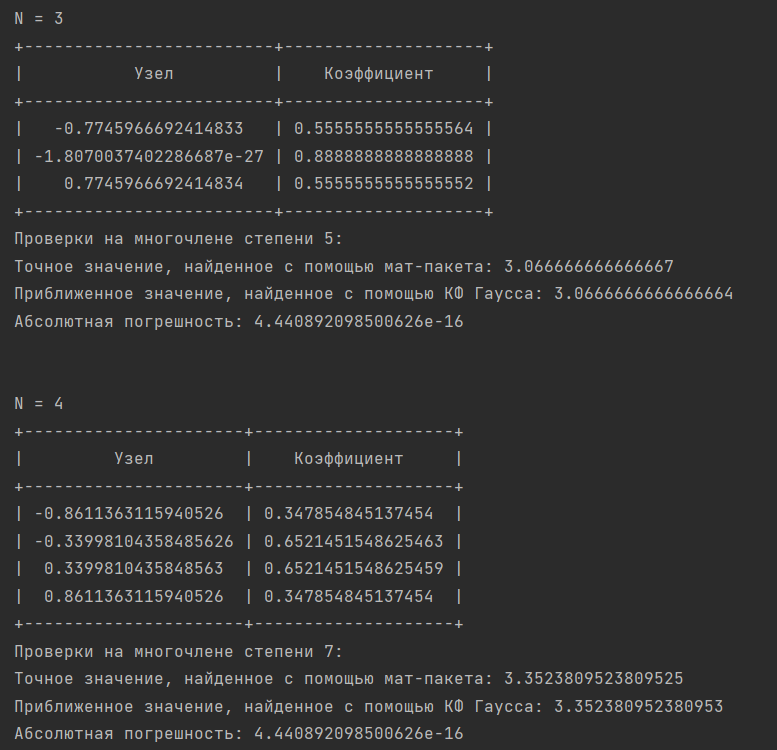 N = 3
+-------------------------+--------------------+
|           Узел          |    Коэффициент     |
+-------------------------+--------------------+
|   -0.7745966692414833   | 0.5555555555555564 |
| -1.8070037402286687e-27 | 0.8888888888888888 |
|    0.7745966692414834   | 0.5555555555555552 |
+-------------------------+--------------------+
Проверки на многочлене степени 5:
Точное значение, найденное с помощью мат-пакета: 3.066666666666667
Приближенное значение, найденное с помощью КФ Гаусса: 3.0666666666666664
Абсолютная погрешность: 4.440892098500626e-16
N = 4
+----------------------+--------------------+
|         Узел         |    Коэффициент     |
+----------------------+--------------------+
| -0.8611363115940526  | 0.347854845137454  |
| -0.33998104358485626 | 0.6521451548625463 |
|  0.3399810435848563  | 0.6521451548625459 |
|  0.8611363115940526  | 0.347854845137454  |
+----------------------+--------------------+
Проверки на многочлене степени 7:
Точное значение, найденное с помощью мат-пакета: 3.3523809523809525
Приближенное значение, найденное с помощью КФ Гаусса: 3.352380952380953
Абсолютная погрешность: 4.440892098500626e-16